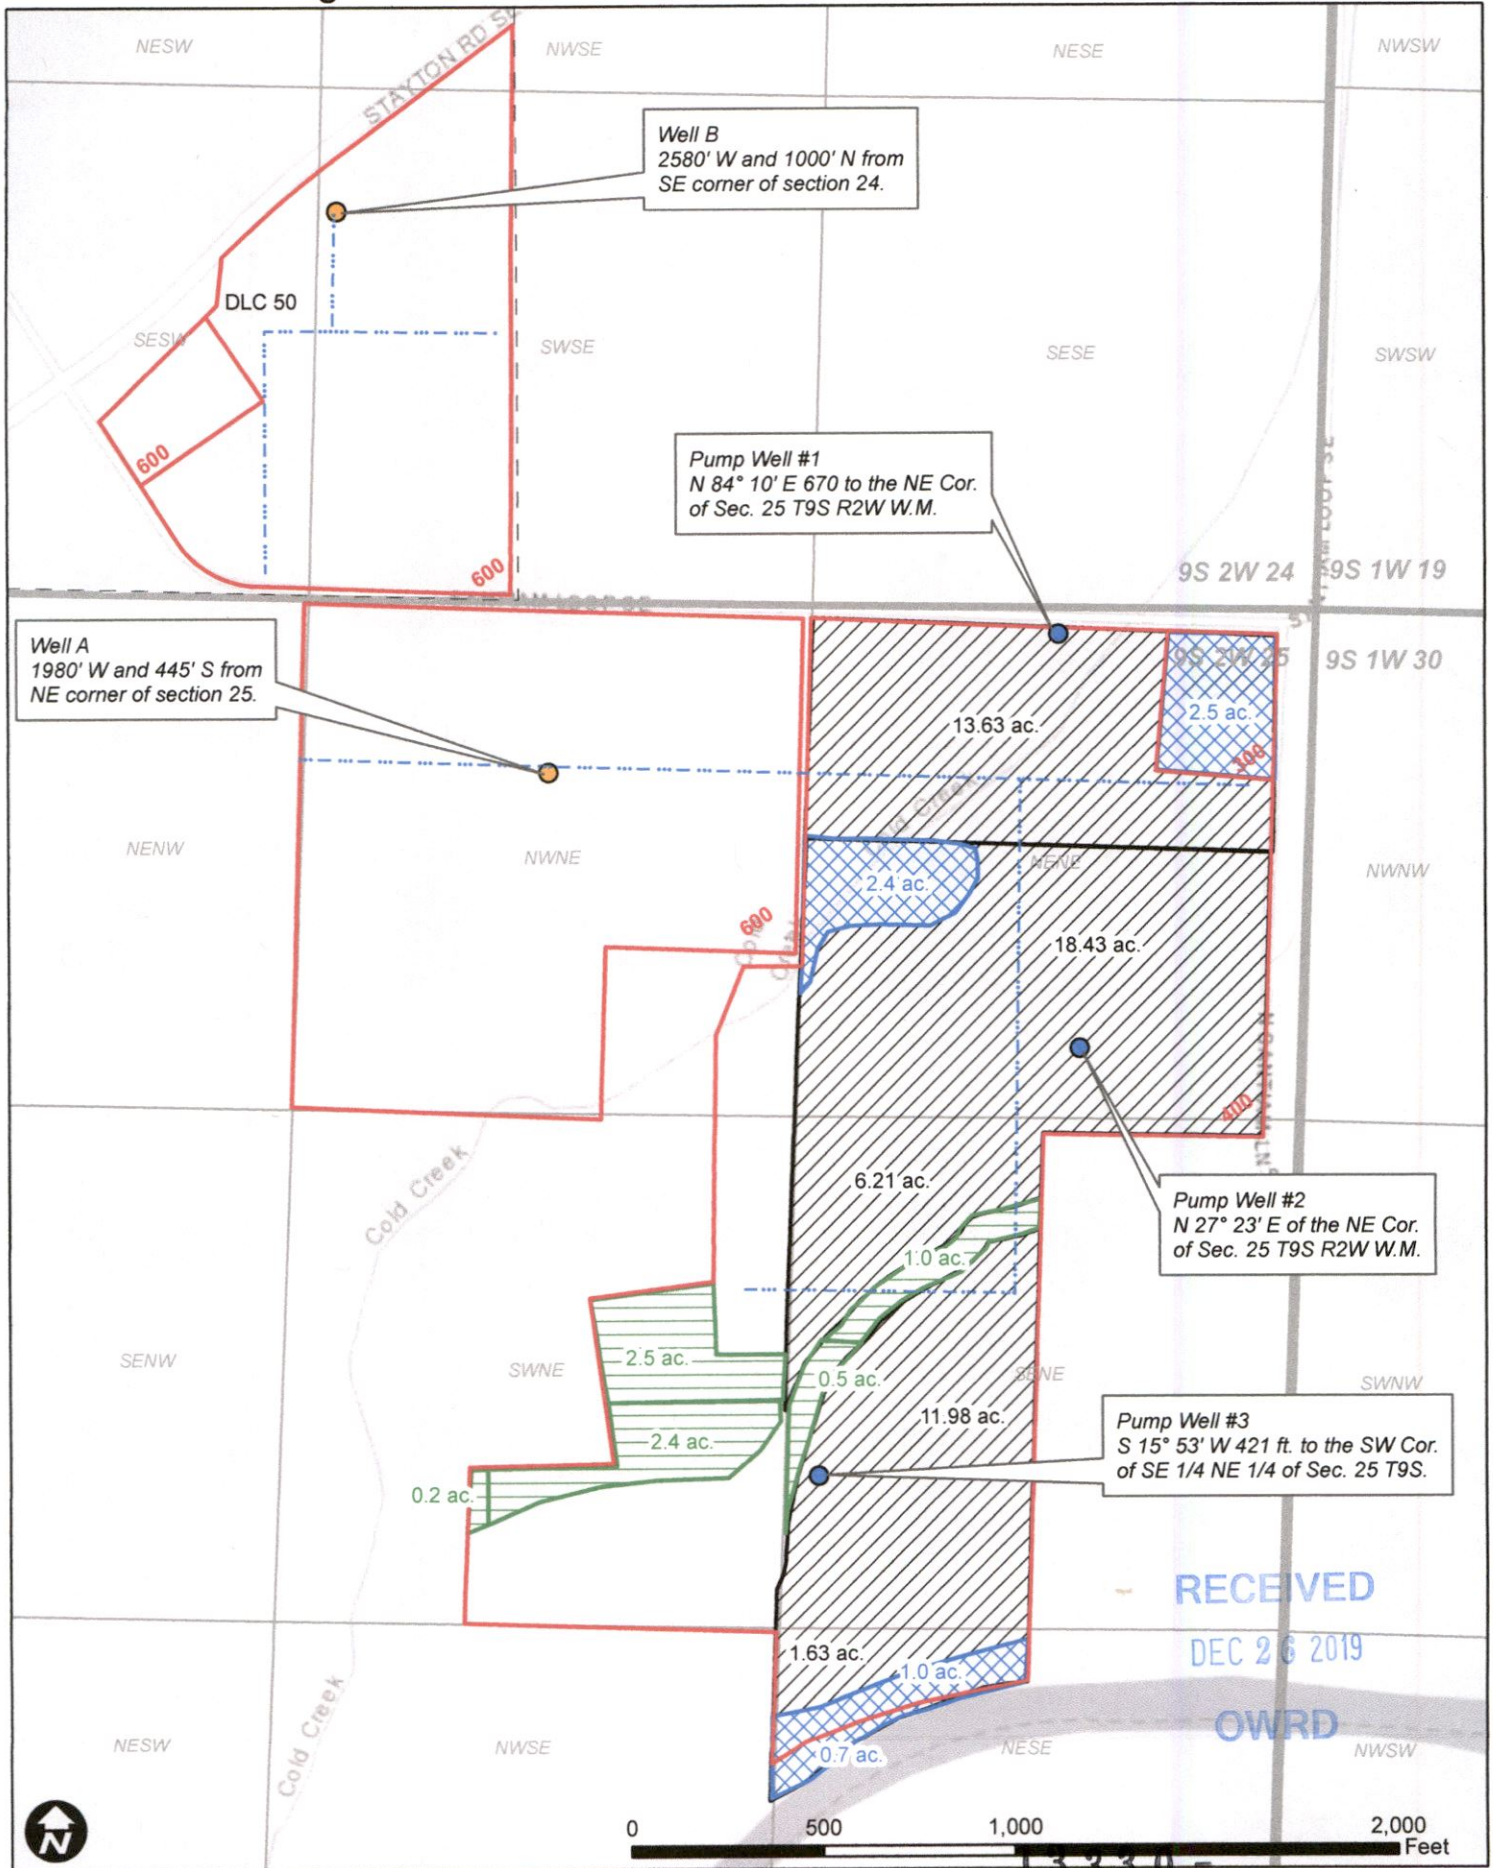 NESW
NWSE
NESE
NWSW
STAYTON RD SE
Well B
2580' W and 1000' N from
SE corner of section 24.
DLC 50
SESW
SWSE
SESE
SWSW
600
Pump Well #1
N 84° 10' E 670 to the NE Cor.
of Sec. 25 T9S R2W W.M.
600
9S 2W 24
9S 1W 19
Well A
1980' W and 445' S from
NE corner of section 25.
9S 2W 25
9S 1W 30
2.5 ac.
13.63 ac.
300
Cold Creek
NENW
NWNE
NENE
NWNW
2.4 ac.
600
18.43 ac.
Cold
Creek
400
Cold Creek
6.21 ac.
Pump Well #2
N 27° 23' E of the NE Cor.
of Sec. 25 T9S R2W W.M.
1.0 ac.
SENW
SWNE
2.5 ac.
0.5 ac.
SENE
SWNW
11.98 ac.
Pump Well #3
S 15° 53' W 421 ft. to the SW Cor.
of SE 1/4 NE 1/4 of Sec. 25 T9S.
2.4 ac.
0.2 ac.
RECEIVED
DEC 26 2019
OWRD
1.63 ac.
1.0 ac.
0.7 ac.
Cold Creek
NESW
NWSE
NESE
NWSW
N
0
500
1,000
2,000
Feet